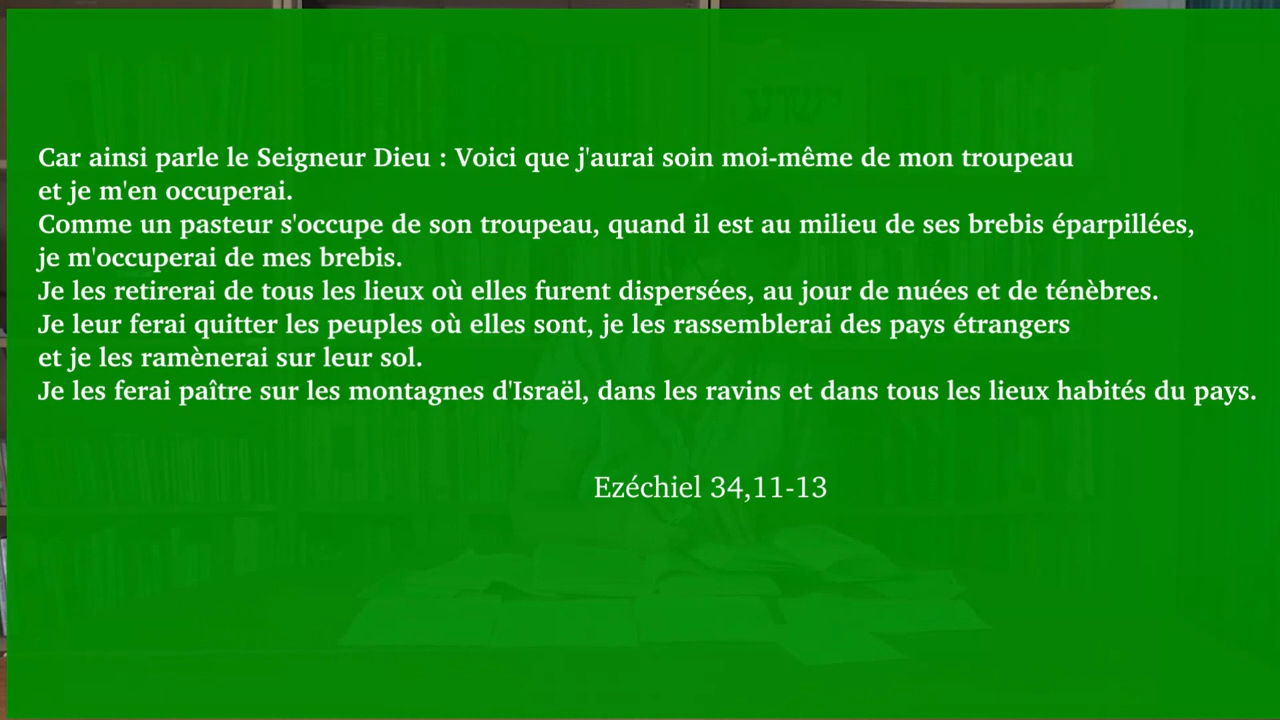 ישוע
Car ainsi parle le Seigneur Dieu : Voici que j'aurai soin moi-même de mon troupeau
et je m'en occuperai.
Comme un pasteur s'occupe de son troupeau, quand il est au milieu de ses brebis éparpillées,
je m'occuperai de mes brebis.
Je les retirerai de tous les lieux où elles furent dispersées, au jour de nuées et de ténèbres.
Je leur ferai quitter les peuples où elles sont, je les rassemblerai des pays étrangers
et je les ramènerai sur leur sol.
Je les ferai paître sur les montagnes d'Israël, dans les ravins et dans tous les lieux habités du pays.
Ezéchiel 34,11-13